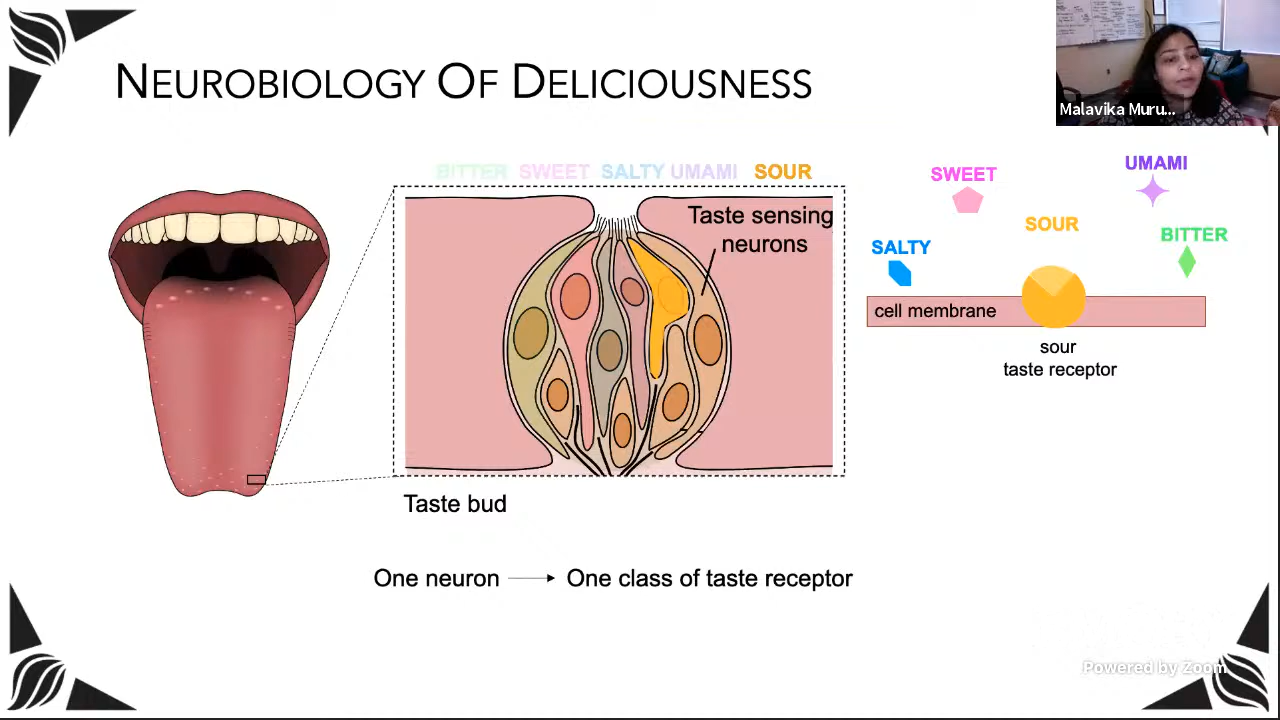 NEUROBIOLOGY OF DELICIOUSNESS
Malavika Muru...
BITTER SWEET SALTY UMAMI SOUR
Taste sensing
neurons
Taste bud
SWEET
UMAMI
SOUR
BITTER
SALTY
cell membrane
sour
taste receptor
One neuron → One class of taste receptor
Powered by Zoom